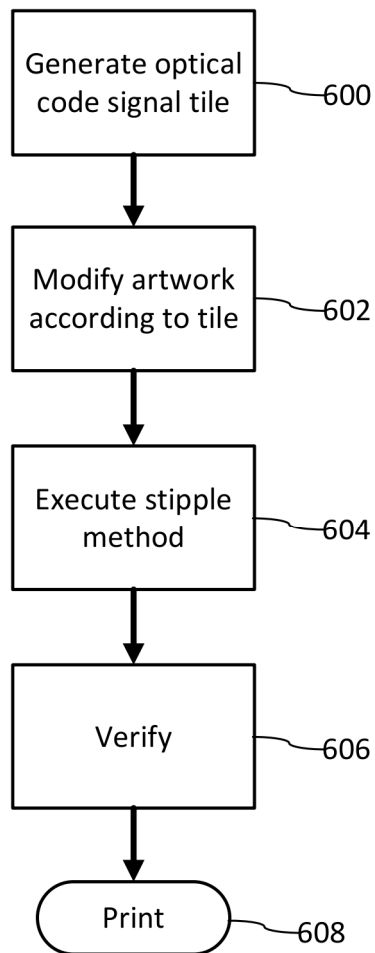 Generate optical
code signal tile
600
Modify artwork
according to tile
602
Execute stipple
method
604
Verify
606
Print
608